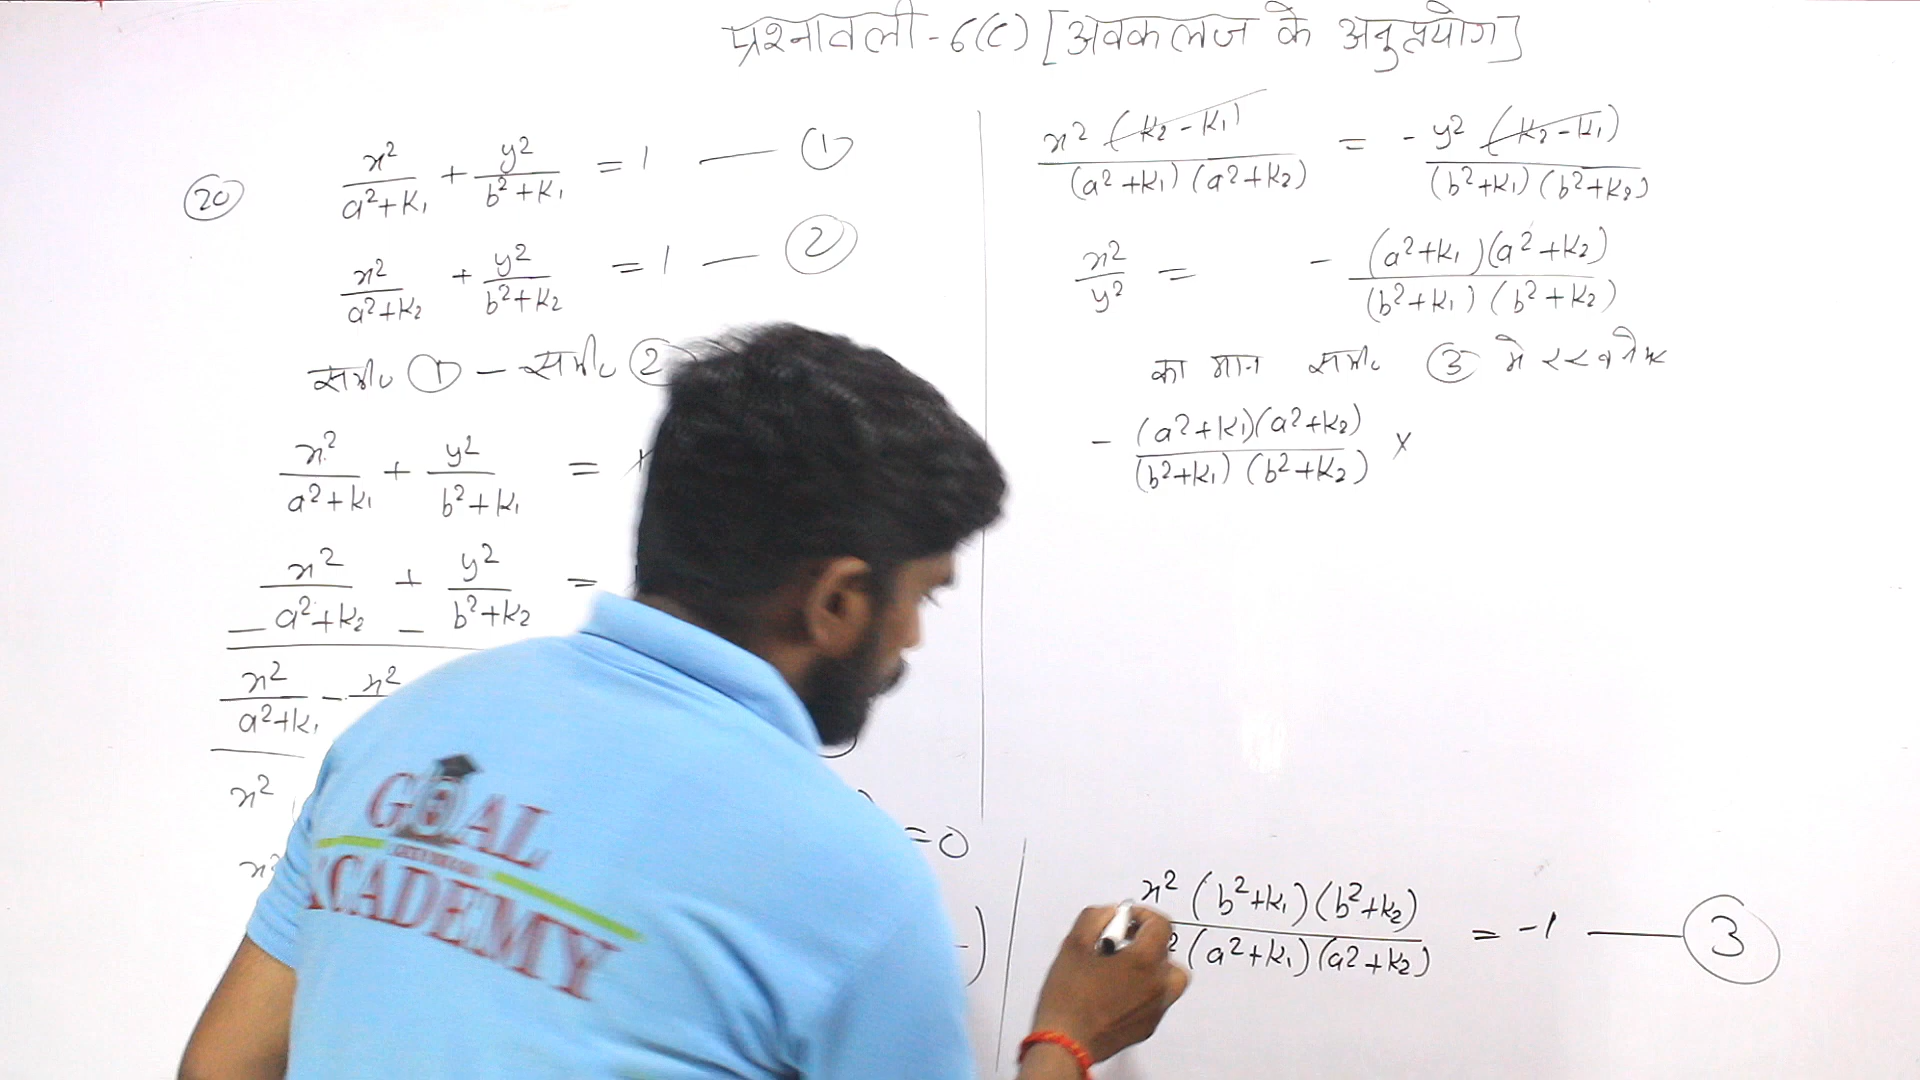 प्रश्नावली-6(C) [अवकलज के अनुप्रयोग]
(20) x²/(a²+k₁) + y²/(b²+k₁) = 1 — ①
x²/(a²+k₂) + y²/(b²+k₂) = 1 — ②
समी० ① – समी० ②
x²/(a²+k₁) + y²/(b²+k₁) =
x²/(a²+k₂) + y²/(b²+k₂) =
– –
x²/(a²+k₁) – x²
x²
x²
=0
x² (k₂-k₁)/(a²+k₁)(a²+k₂) = - y² (k₂-k₁)/(b²+k₁)(b²+k₂)
x²/y² = - (a²+k₁)(a²+k₂)/(b²+k₁)(b²+k₂)
का मान समी० ③ मे रखने पर
- (a²+k₁)(a²+k₂)/(b²+k₁)(b²+k₂) ×
x² (b²+k₁)(b²+k₂)/² (a²+k₁)(a²+k₂) = -1 — ③
GOAL
ACADEMY